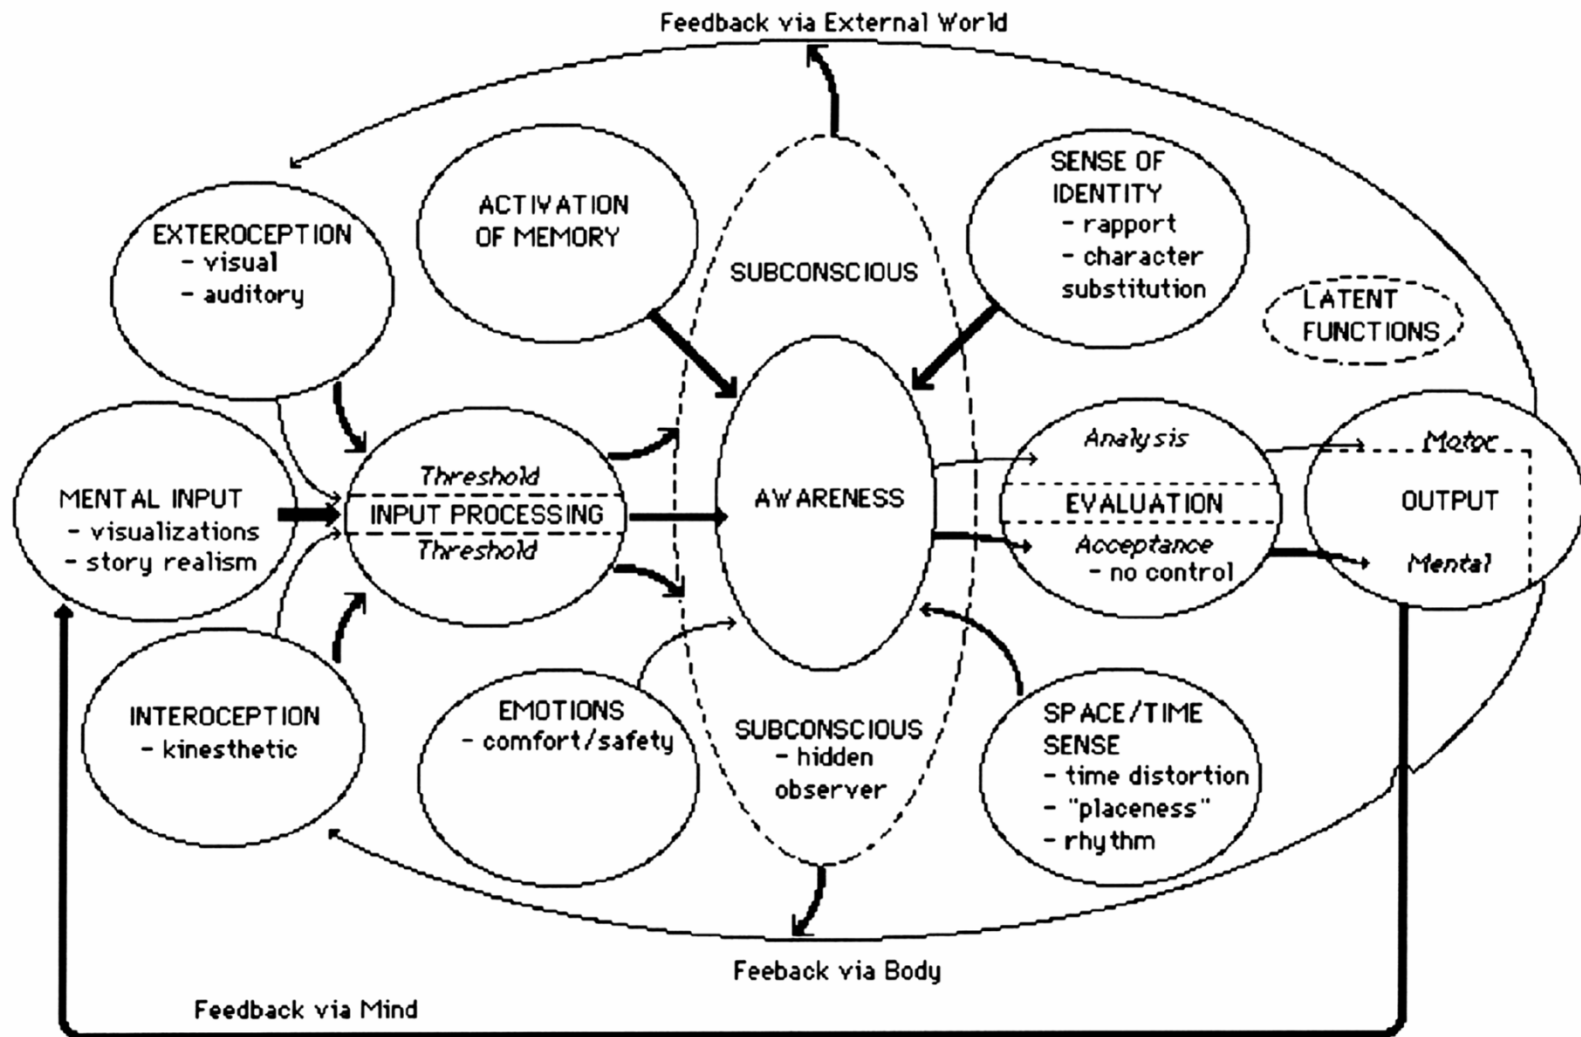 Feedback via External World
EXTEROCEPTION
- visual
- auditory
ACTIVATION
OF MEMORY
SUBCONSCIOUS
SENSE OF
IDENTITY
- rapport
- character
substitution
LATENT
FUNCTIONS
MENTAL INPUT
- visualizations
- story realism
Threshold
INPUT PROCESSING
Threshold
AWARENESS
Analysis
EVALUATION
Acceptance
- no control
Motor
OUTPUT
Mental
INTEROCEPTION
- kinesthetic
EMOTIONS
- comfort/safety
SUBCONSCIOUS
- hidden
observer
SPACE/TIME
SENSE
- time distortion
- "placeness"
- rhythm
Feeback via Body
Feedback via Mind